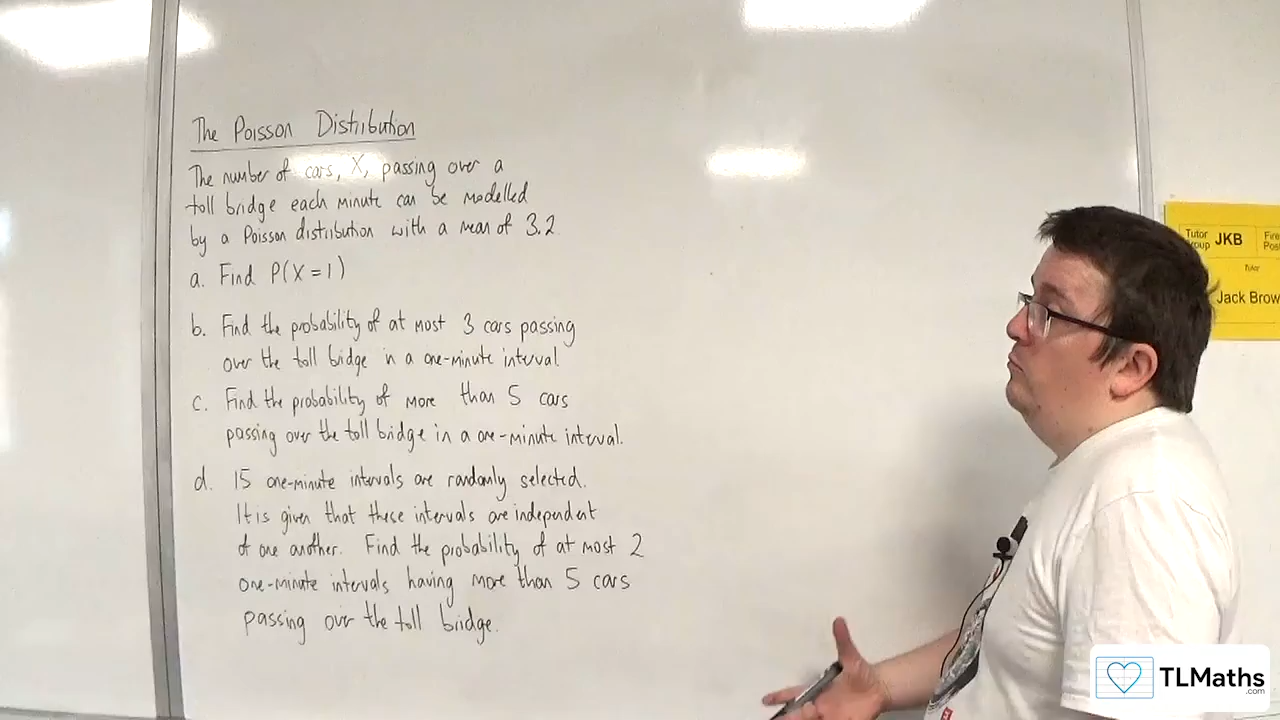 The Poisson Distribution
The number of cars, X, passing over a
toll bridge each minute can be modelled
by a Poisson distribution with a mean of 3.2
a. Find P(X = 1)
b. Find the probability of at most 3 cars passing
over the toll bridge in a one-minute interval
c. Find the probability of more than 5 cars
passing over the toll bridge in a one-minute interval.
d. 15 one-minute intervals are randomly selected.
It is given that these intervals are independent
of one another. Find the probability of at most 2
one-minute intervals having more than 5 cars
passing over the toll bridge.
Tutor
JKB
Fire
Tutor
Jack Brow
TLMaths
.com